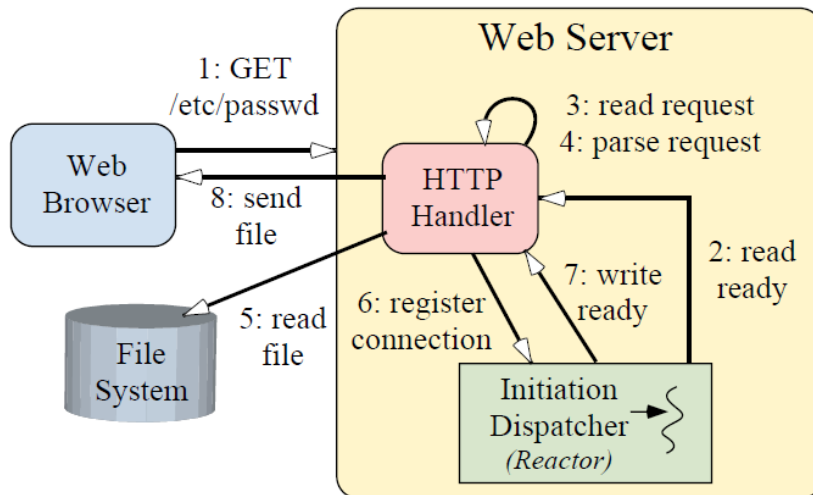 Web Server
1: GET
/etc/passwd
3: read request
4: parse request
Web
Browser
HTTP
Handler
8: send
file
2: read
ready
7: write
ready
6: register
connection
5: read
file
File
System
Initiation
Dispatcher
(Reactor)